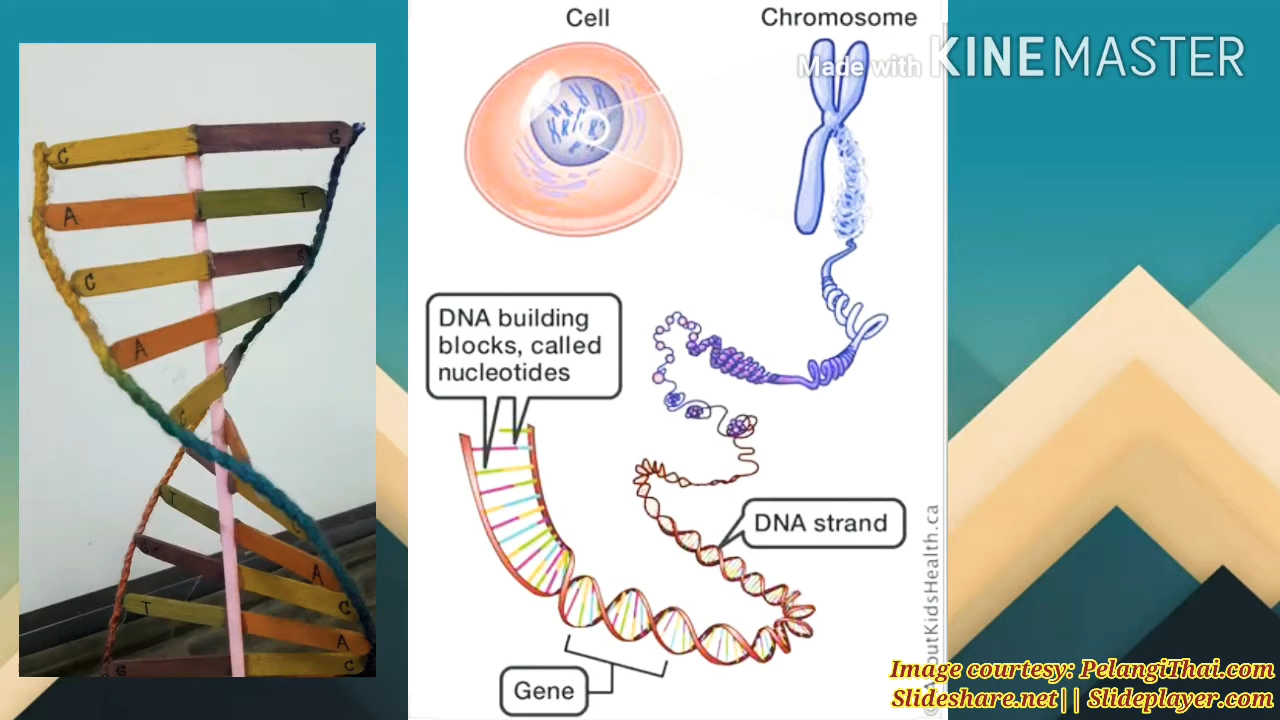 Cell
Chromosome
Made with KINEMASTER
C G
A T
C
T
A
C
DNA building
blocks, called
nucleotides
T
C
A
C
T
A
G
C
DNA strand
Gene
outKidsHealth.ca
Image courtesy: PelangiThai.com
Slideshare.net|| Slideplayer.com